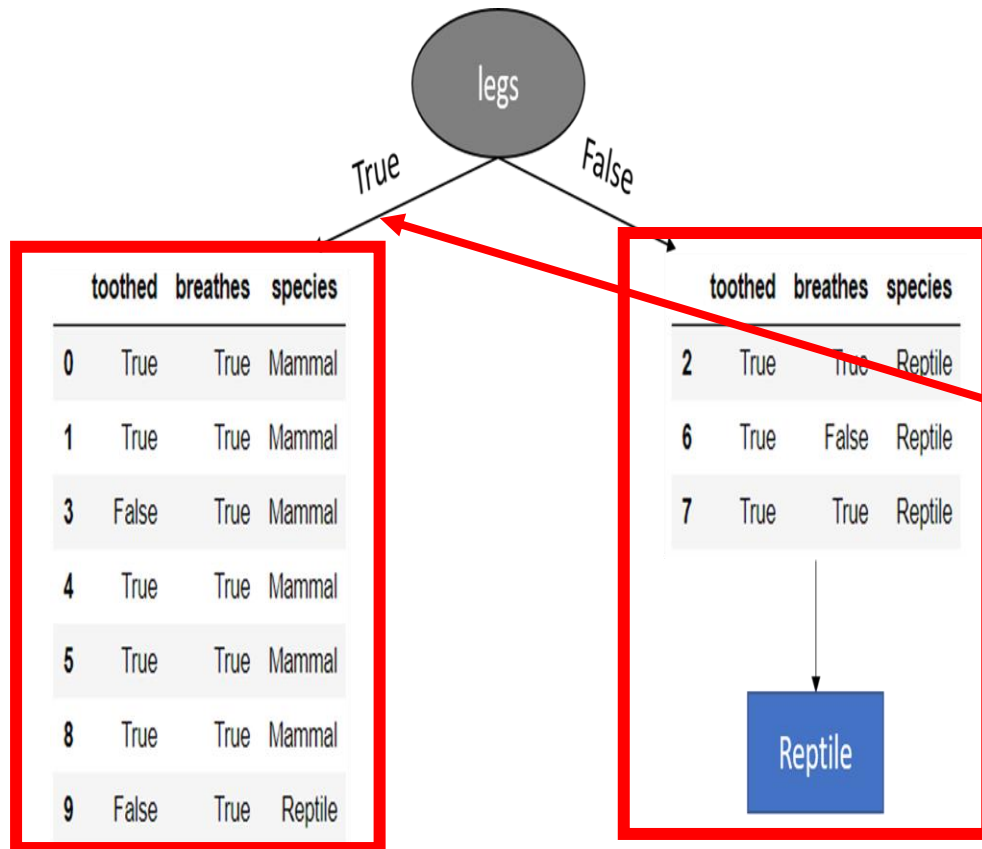 legs
True
False
toothed breathes species
0 True True Mammal
1 True True Mammal
3 False True Mammal
4 True True Mammal
5 True True Mammal
8 True True Mammal
9 False True Reptile
toothed breathes species
2 True True Reptile
6 True False Reptile
7 True True Reptile
Reptile